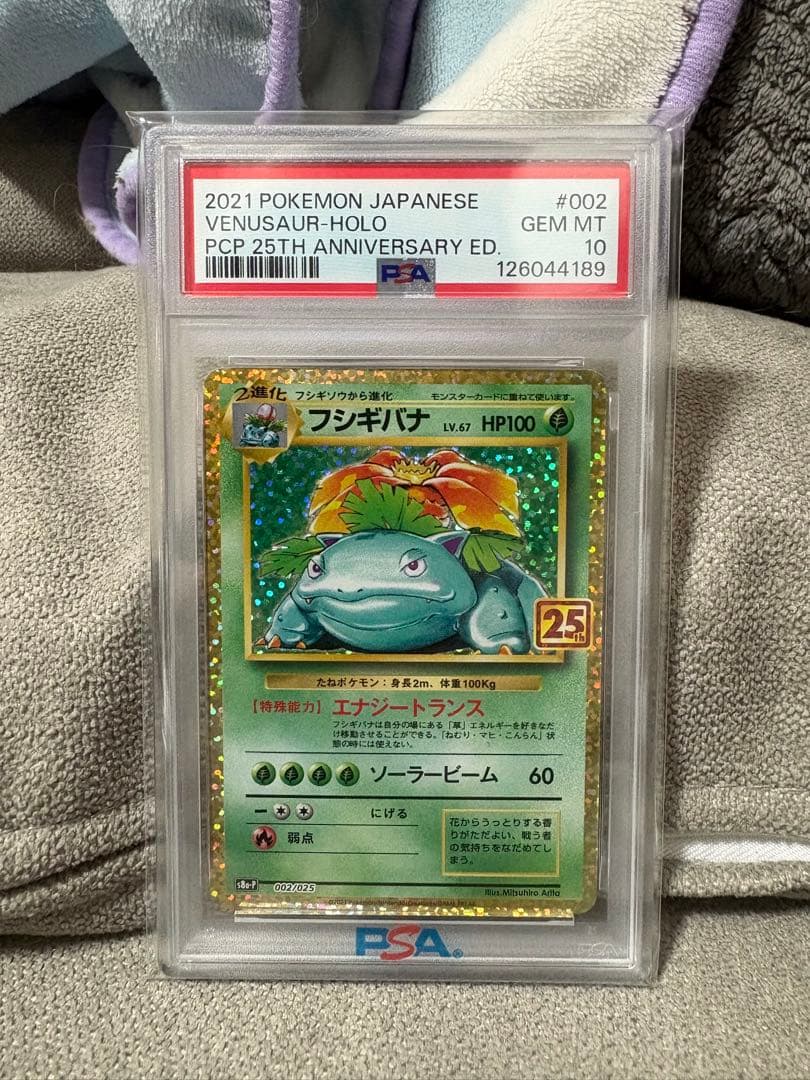 2021 POKEMON JAPANESE #002
VENUSAUR-HOLO GEM MT
PCP 25TH ANNIVERSARY ED. 10
PSA 126044189
2進化 フシギソウから進化 モンスターカードに重ねて使います。
フシギバナ LV.67 HP100
25th
たねポケモン：身長2m、体重100Kg
【特殊能力】エナジートランス
フシギバナは自分の場にある「草」エネルギーを好きなだ
け移動させることができる。「ねむり・マヒ・こんらん」状
態の時には使えない。
ソーラービーム 60
にげる
弱点
花からうっとりする香
りがただよい、戦う者
の気持ちをなだめてし
まう。
s8a-P 002/025 Illus.Mitsuhiro Arita
PSA®